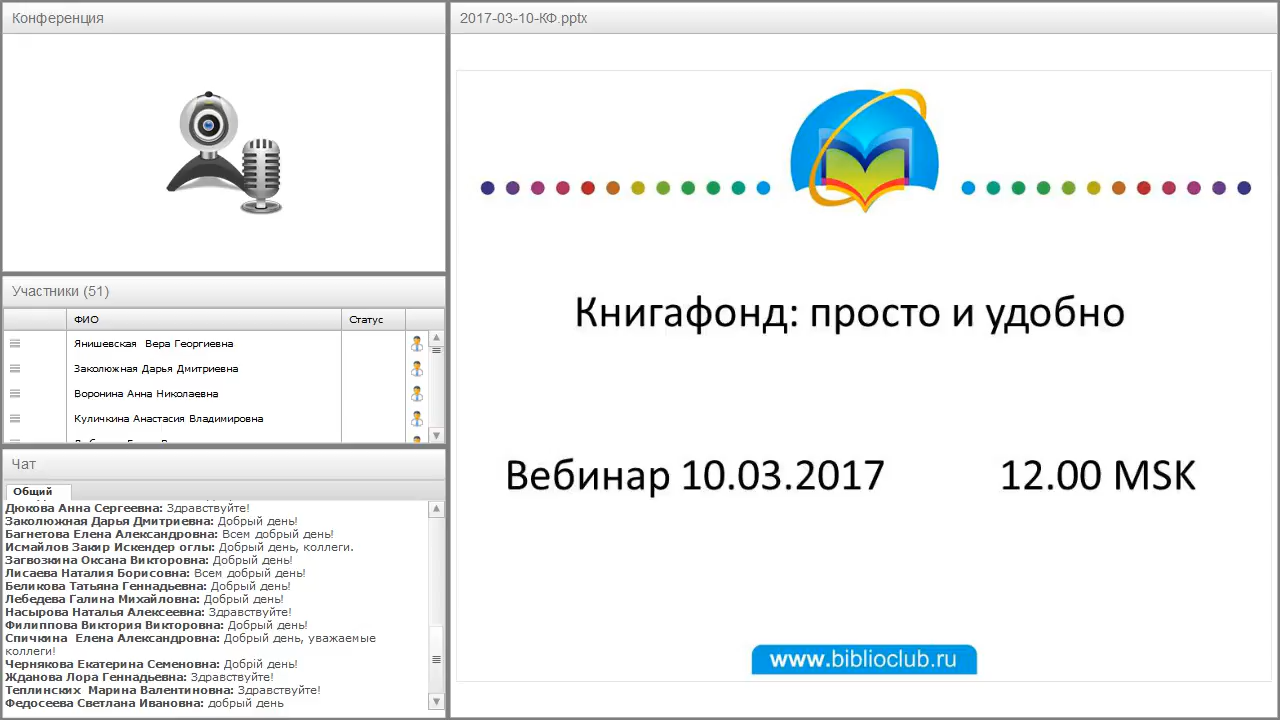 Конференция
Участники (51)
ФИО Статус
Янишевская Вера Георгиевна
Заколюжная Дарья Дмитриевна
Воронина Анна Николаевна
Куличкина Анастасия Владимировна
Чат
Общий
Дюкова Анна Сергеевна: Здравствуйте!
Заколюжная Дарья Дмитриевна: Добрый день!
Багнетова Елена Александровна: Всем добрый день!
Исмайлов Закир Искендер оглы: Добрый день, коллеги.
Загвозкина Оксана Викторовна: Добрый день!
Лисаева Наталия Борисовна: Всем добрый день!
Беликова Татьяна Геннадьевна: Добрый день!
Лебедева Галина Михайловна: Добрый день!
Насырова Наталья Алексеевна: Здравствуйте!
Филиппова Виктория Викторовна: Добрый день!
Спичкина Елена Александровна: Добрый день, уважаемые
коллеги!
Чернякова Екатерина Семёновна: Добрій день!
Жданова Лора Геннадьевна: Здравствуйте!
Теплинских Марина Валентиновна: Здравствуйте!
Федосеева Светлана Ивановна: добрый день
2017-03-10-КФ.pptx
Книгафонд: просто и удобно
Вебинар 10.03.2017 12.00 MSK
www.biblioclub.ru